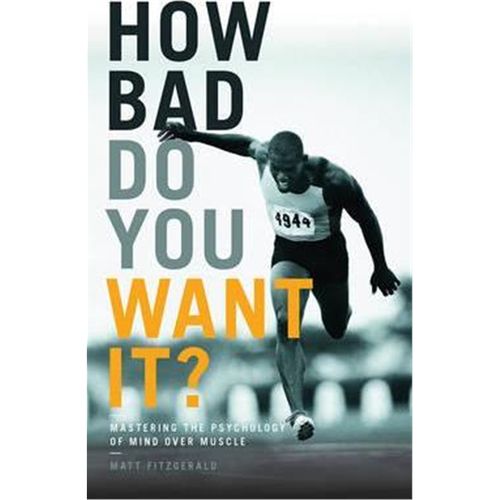 HOW
BAD
DO
YOU
WANT
IT?
4944
MASTERING THE PSYCHOLOGY
OF MIND OVER MUSCLE
MATT FITZGERALD